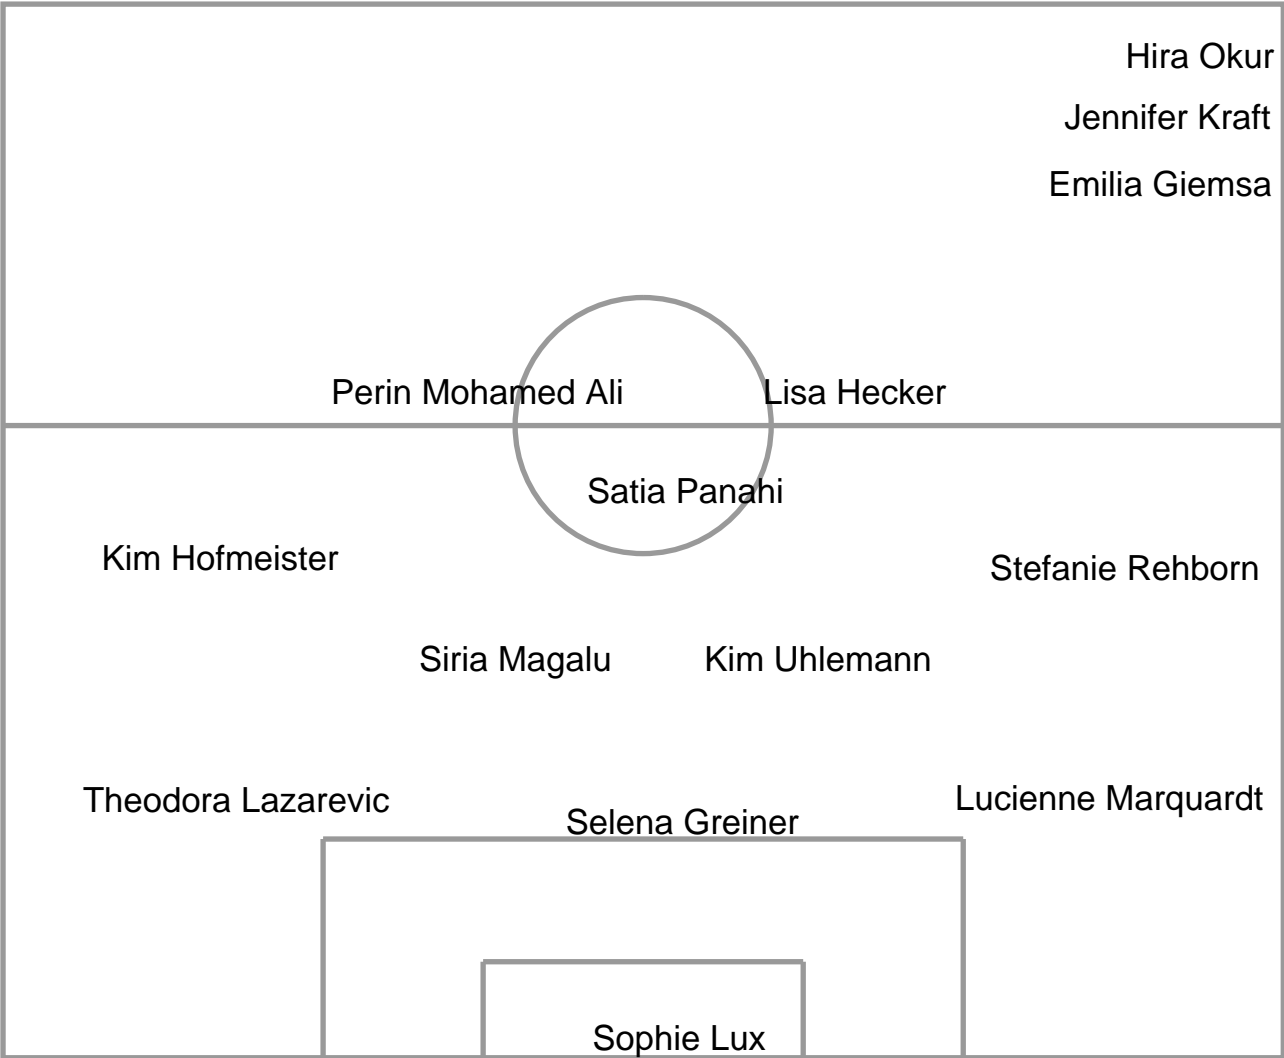 Hira Okur
Jennifer Kraft
Emilia Giemsa
Perin Mohamed Ali
Lisa Hecker
Satia Panahi
Kim Hofmeister
Stefanie Rehborn
Siria Magalu
Kim Uhlemann
Theodora Lazarevic
Lucienne Marquardt
Selena Greiner
Sophie Lux